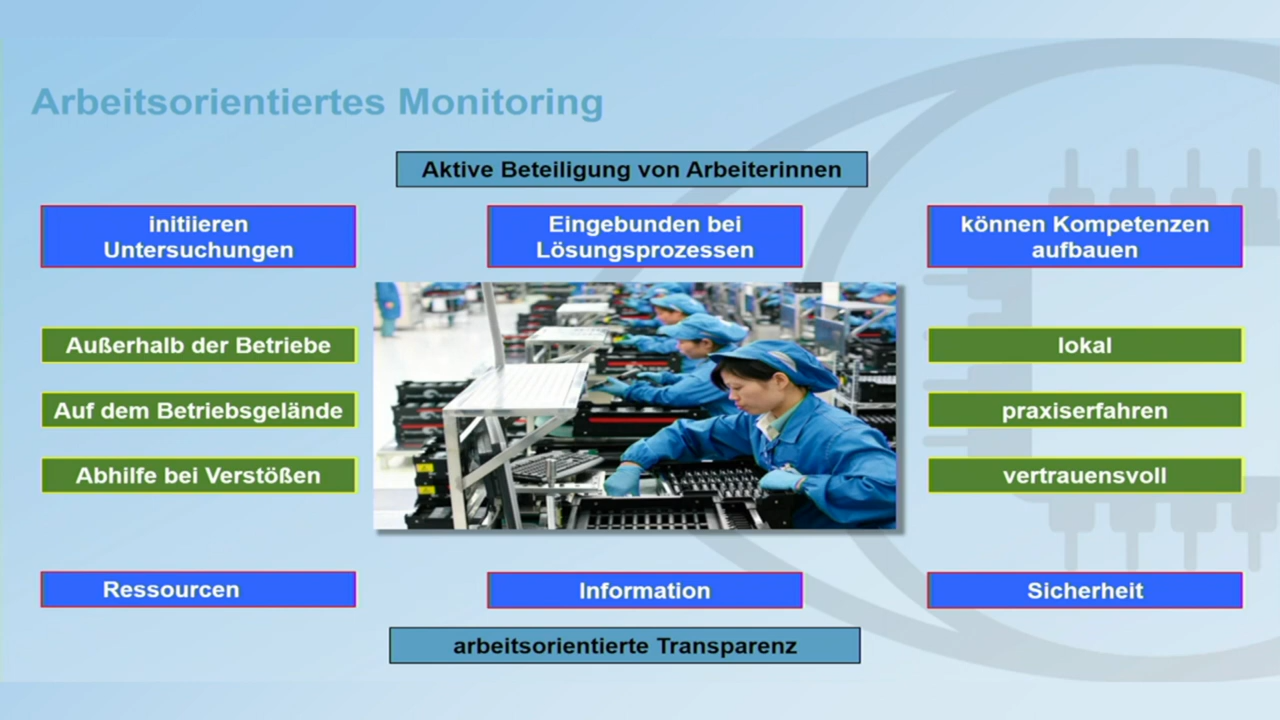 Arbeitsorientiertes Monitoring
Aktive Beteiligung von Arbeiterinnen
initiieren
Untersuchungen
Eingebunden bei
Lösungsprozessen
können Kompetenzen
aufbauen
Außerhalb der Betriebe
Auf dem Betriebsgelände
Abhilfe bei Verstößen
lokal
praxiserfahren
vertrauensvoll
Ressourcen
Information
Sicherheit
arbeitsorientierte Transparenz